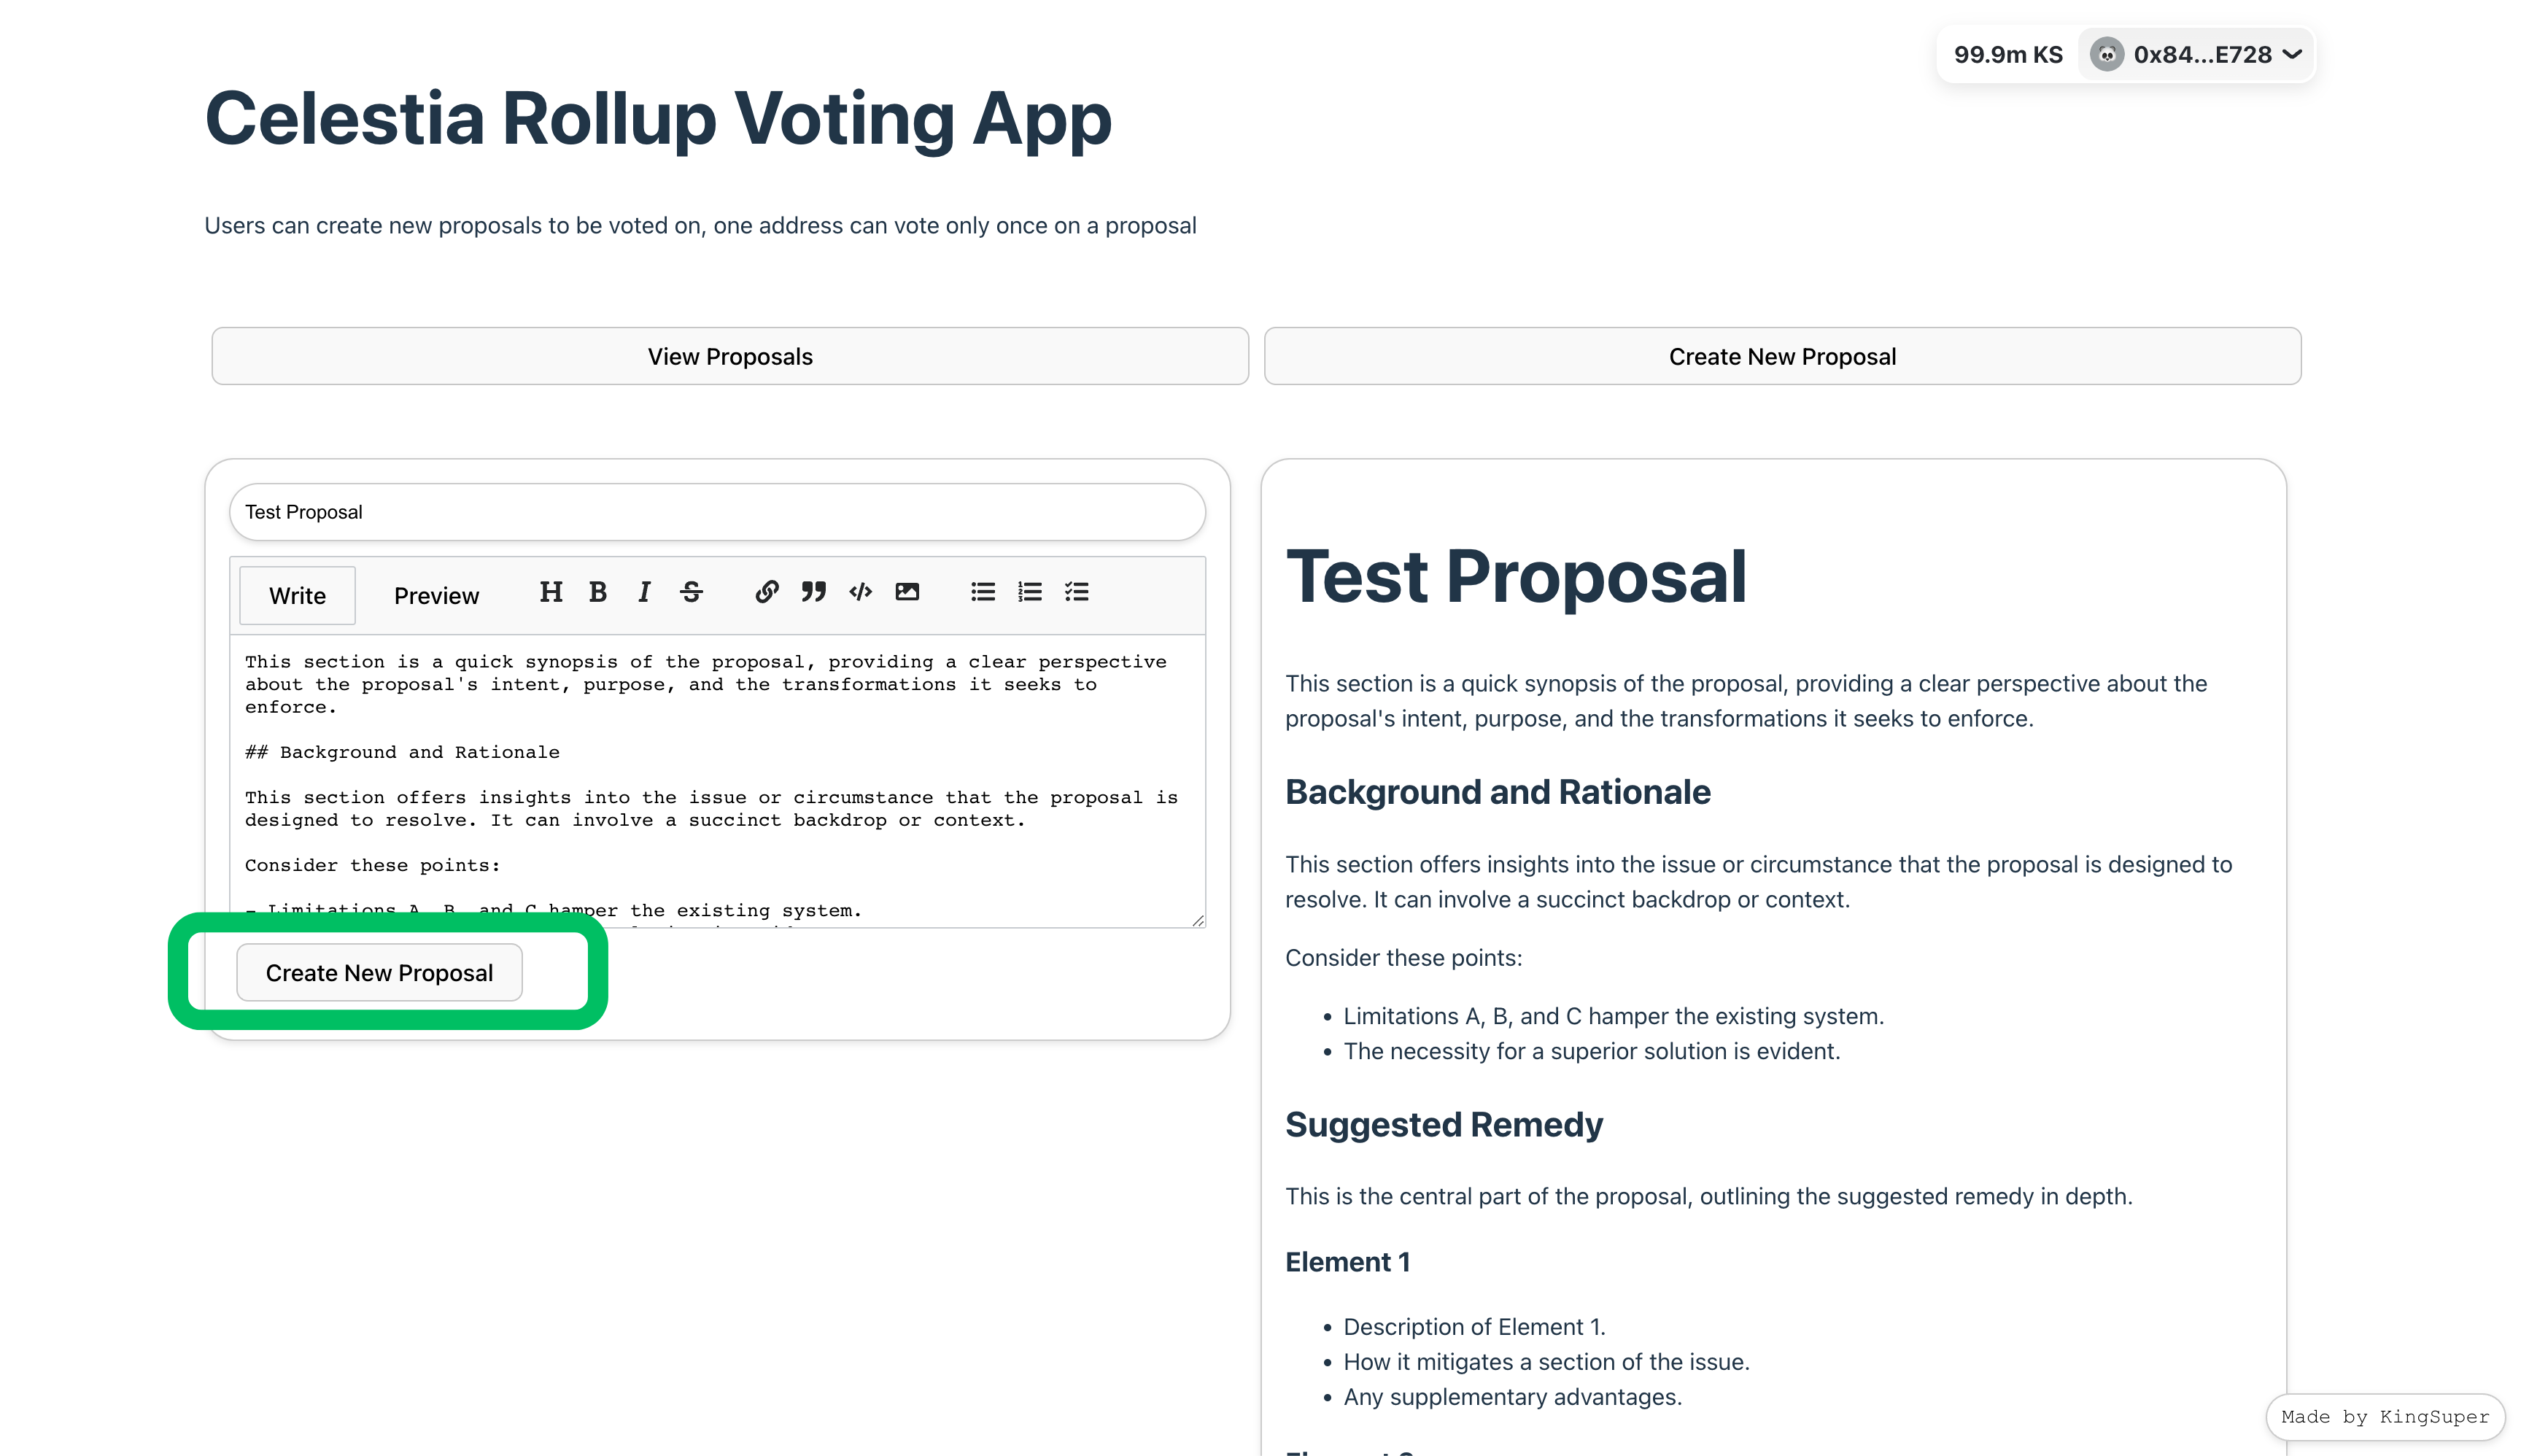 99.9m KS 0x84...E728
Celestia Rollup Voting App
Users can create new proposals to be voted on, one address can vote only once on a proposal
View Proposals
Create New Proposal
Test Proposal
Write Preview
This section is a quick synopsis of the proposal, providing a clear perspective
about the proposal's intent, purpose, and the transformations it seeks to
enforce.
## Background and Rationale
This section offers insights into the issue or circumstance that the proposal is
designed to resolve. It can involve a succinct backdrop or context.
Consider these points:
- Limitations A, B, and C hamper the existing system.
Create New Proposal
Test Proposal
This section is a quick synopsis of the proposal, providing a clear perspective about the
proposal's intent, purpose, and the transformations it seeks to enforce.
Background and Rationale
This section offers insights into the issue or circumstance that the proposal is designed to
resolve. It can involve a succinct backdrop or context.
Consider these points:
• Limitations A, B, and C hamper the existing system.
• The necessity for a superior solution is evident.
Suggested Remedy
This is the central part of the proposal, outlining the suggested remedy in depth.
Element 1
• Description of Element 1.
• How it mitigates a section of the issue.
• Any supplementary advantages.
Made by KingSuper